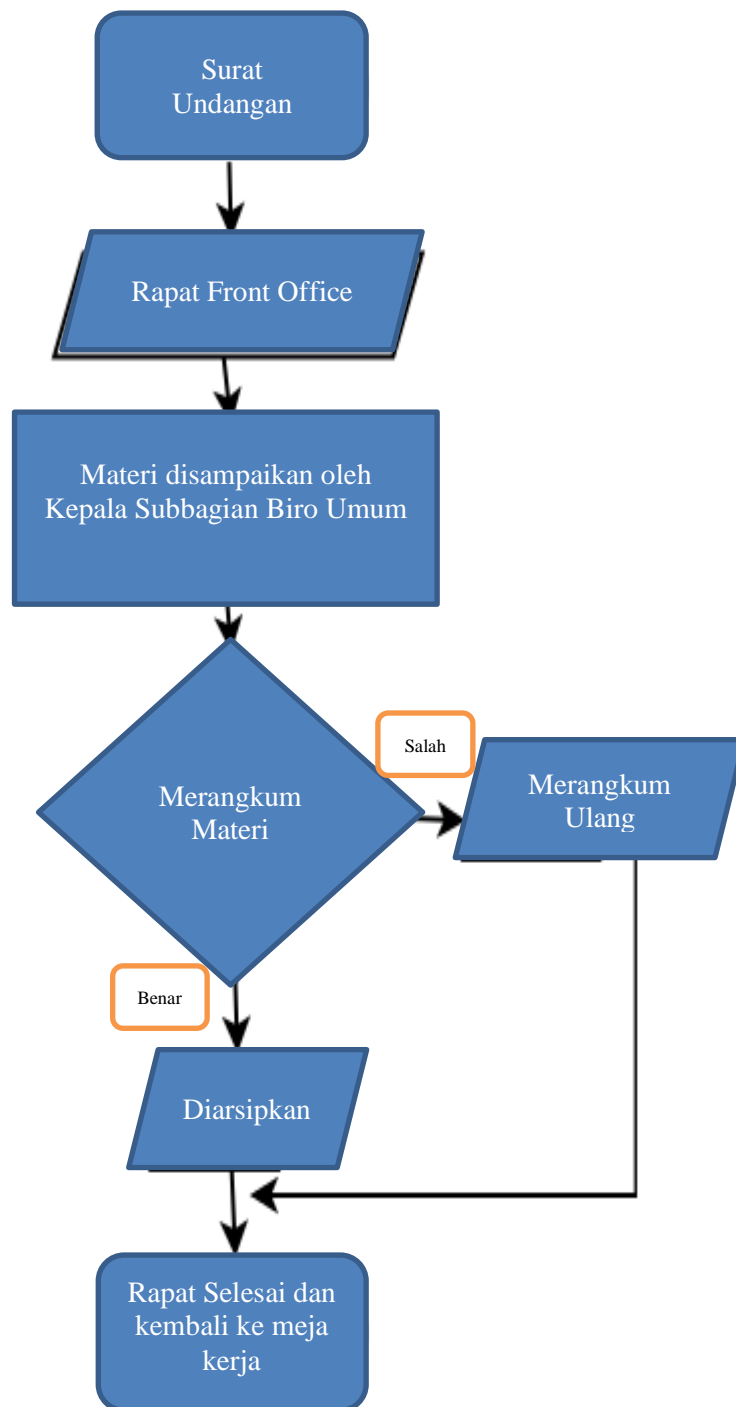 Surat
Undangan
Rapat Front Office
Materi disampaikan oleh
Kepala Subbagian Biro Umum
Merangkum
Materi
Salah
Merangkum
Ulang
Benar
Diarsipkan
Rapat Selesai dan
kembali ke meja
kerja